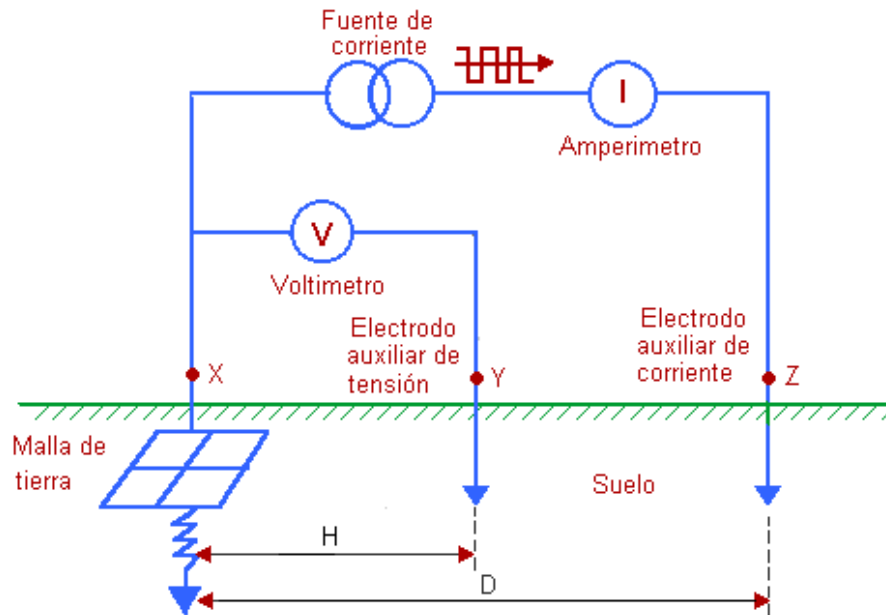 Fuente de
corriente
I
Amperimetro
V
Voltimetro
Electrodo
auxiliar de
tensión
Electrodo
auxiliar de
corriente
X
Y
Z
Malla de
tierra
Suelo
H
D